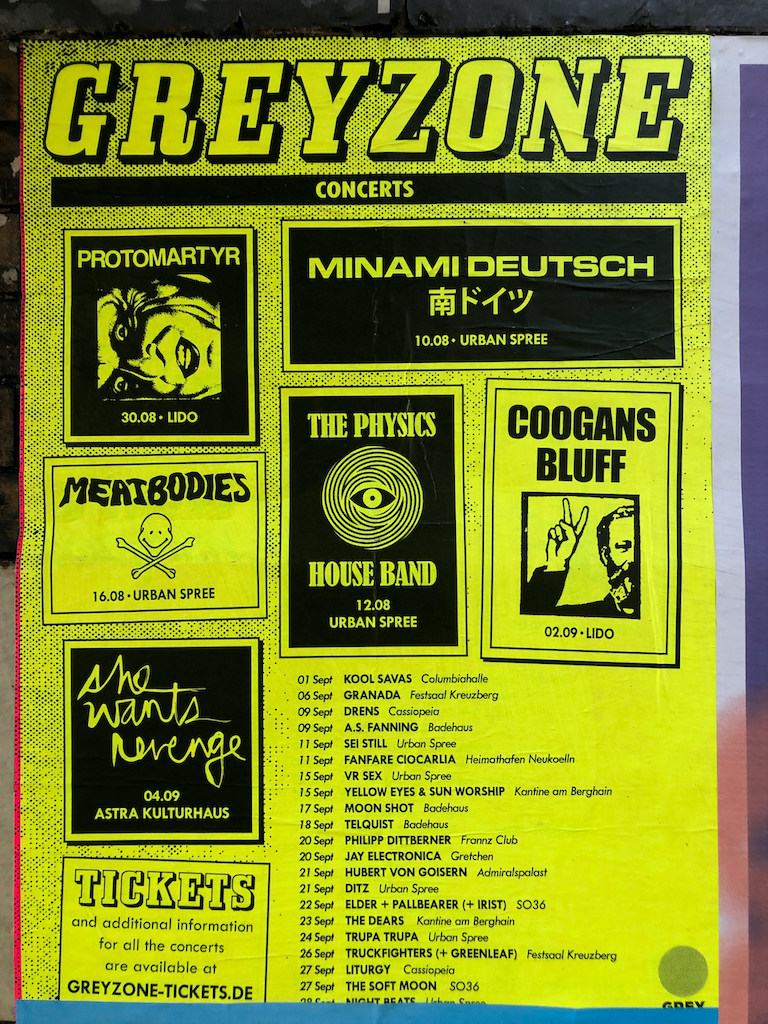 GREYZONE
CONCERTS
PROTOMARTYR
30.08 • LIDO
MINAMI DEUTSCH
南ドイツ
10.08 • URBAN SPREE
MEATBODIES
16.08 • URBAN SPREE
THE PHYSICS
HOUSE BAND
12.08
URBAN SPREE
COOGANS
BLUFF
02.09 • LIDO
she
wants
revenge
04.09
ASTRA KULTURHAUS
TICKETS
and additional information
for all the concerts
are available at
GREYZONE-TICKETS.DE
01 Sept KOOL SAVAS Columbiahalle
06 Sept GRANADA Festsaal Kreuzberg
09 Sept DRENS Cassiopeia
09 Sept A.S. FANNING Badehaus
11 Sept SEI STILL Urban Spree
11 Sept FANFARE CIOCARLIA Heimathafen Neukoelln
15 Sept VR SEX Urban Spree
15 Sept YELLOW EYES & SUN WORSHIP Kantine am Berghain
17 Sept MOON SHOT Badehaus
18 Sept TELQUIST Badehaus
20 Sept PHILIPP DITTBERNER Frannz Club
20 Sept JAY ELECTRONICA Gretchen
21 Sept HUBERT VON GOISERN Admiralspalast
21 Sept DITZ Urban Spree
22 Sept ELDER + PALLBEARER (+ IRIST) SO36
23 Sept THE DEARS Kantine am Berghain
24 Sept TRUPA TRUPA Urban Spree
26 Sept TRUCKFIGHTERS (+ GREENLEAF) Festsaal Kreuzberg
27 Sept LITURGY Cassiopeia
27 Sept THE SOFT MOON SO36
28 Sept NIGHT BEATS Urban Spree
GREY